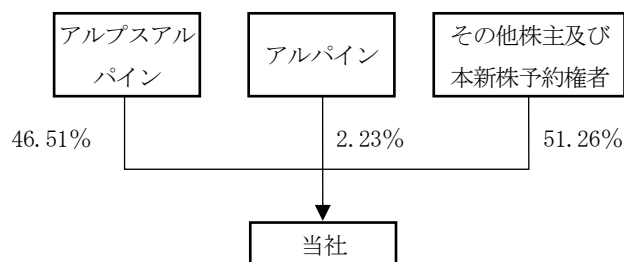 アルプスアル
パイン
アルパイン
その他株主及び
本新株予約権者
46.51%
2.23%
51.26%
当社